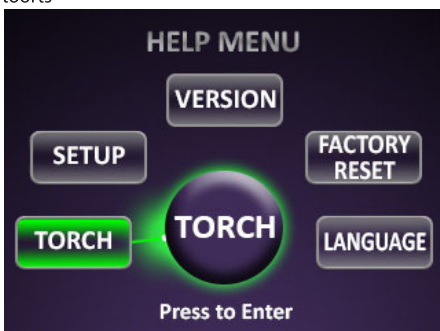 HELP MENU
VERSION
SETUP
FACTORY
RESET
TORCH
TORCH
LANGUAGE
Press to Enter